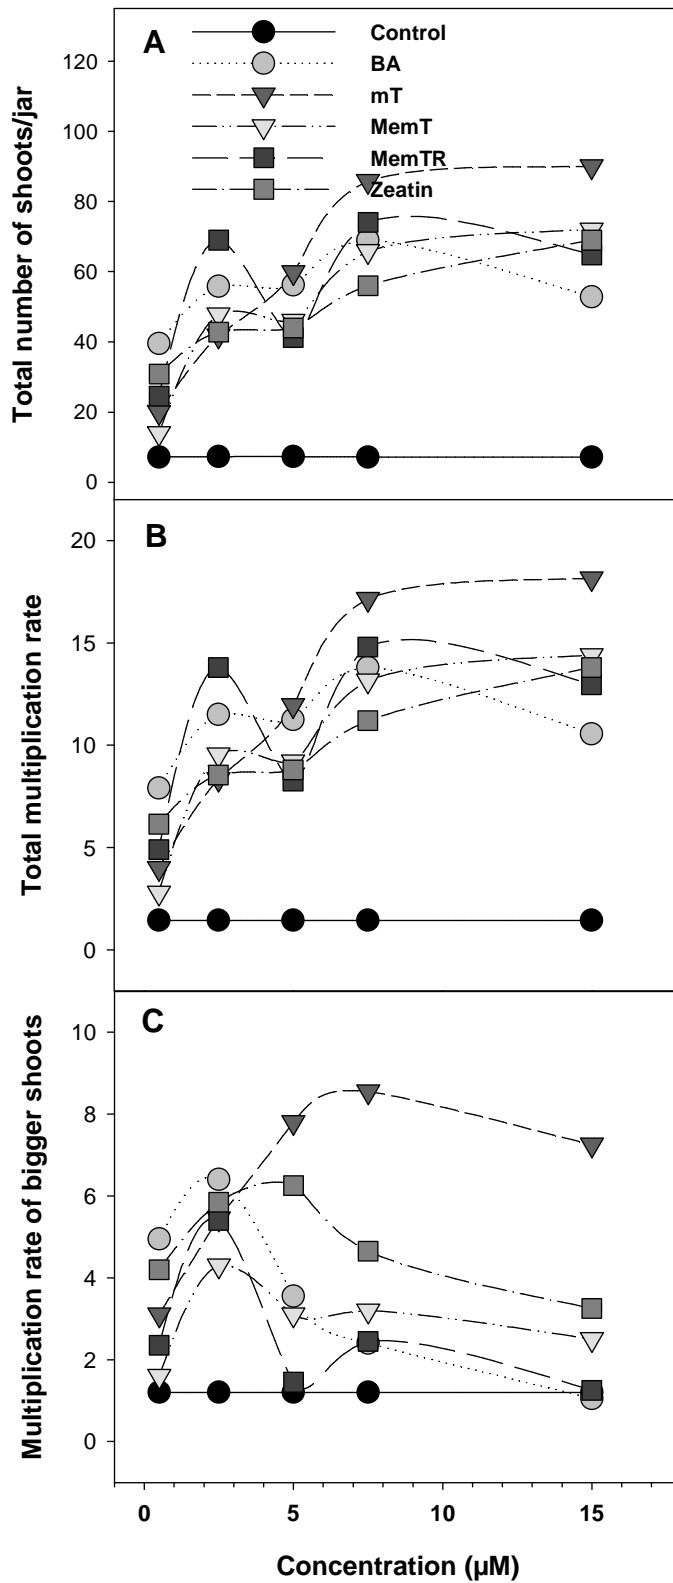 A
Control
BA
mT
MemT
MemTR
Zeatin
120
100
80
60
40
20
0
Total number of shoots/jar
B
20
15
10
5
0
Total multiplication rate
C
10
8
6
4
2
0
Multiplication rate of bigger shoots
0 5 10 15
Concentration (µM)